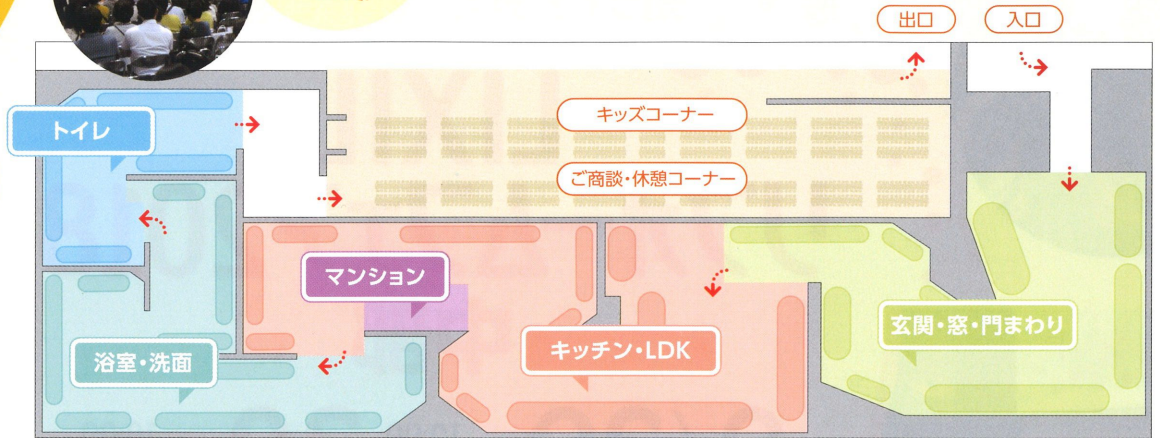 出口
入口
トイレ
キッズコーナー
ご商談・休憩コーナー
マンション
玄関・窓・門まわり
キッチン・LDK
浴室・洗面